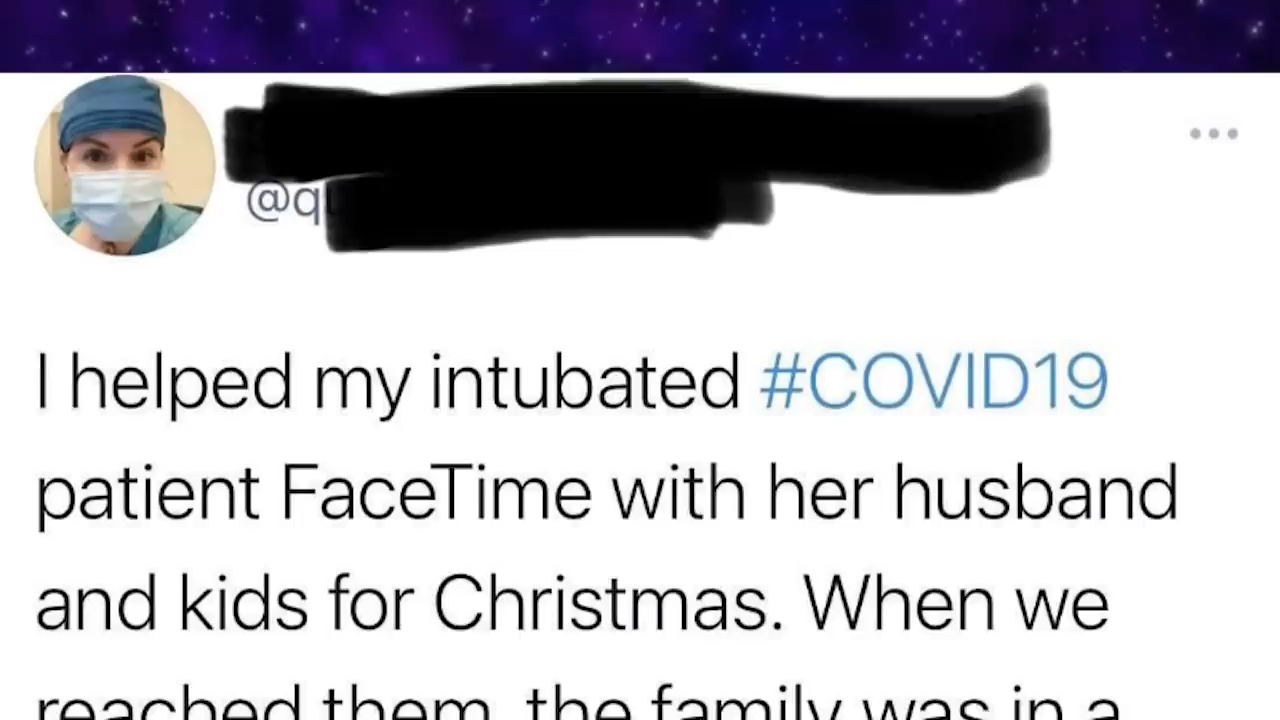 @q
I helped my intubated #COVID19
patient FaceTime with her husband
and kids for Christmas. When we
reached them, the family was in a